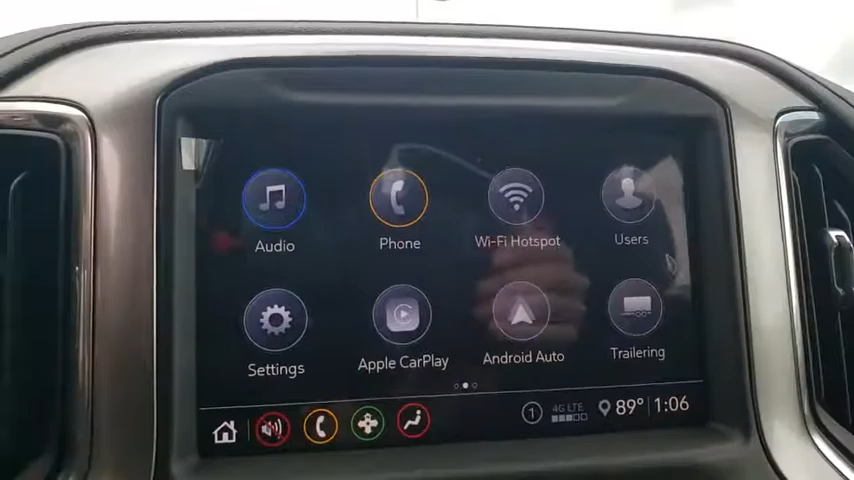 Audio
Phone
Wi-Fi Hotspot
Users
Settings
Apple CarPlay
Android Auto
Trailering
1
4G LTE
89°
1:06